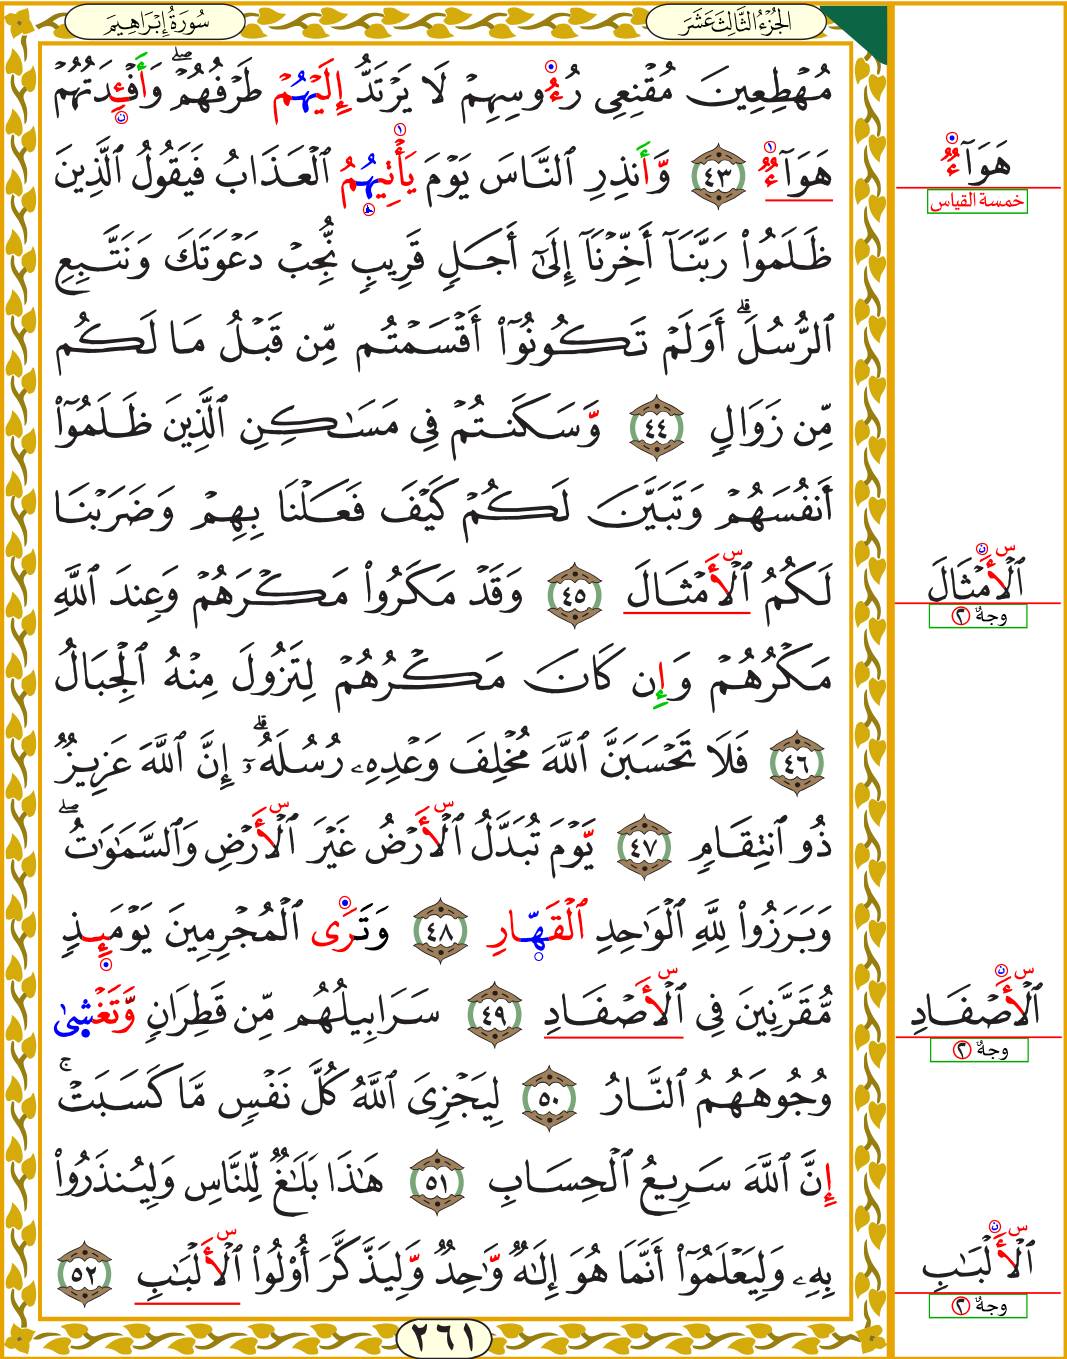 الجُزْءُ الثَّالِثَ عَشَرَ
سُورَةُ إِبْرَاهِيمَ
مُهْطِعِينَ مُقْنِعِى رُءُوسِهِمْ لَا يَرْتَدُّ إِلَيْهُمْ طَرْفُهُمْ ۖ وَأَفْـِٔدَتُهُمْ
هَوَآءٌ ٤٣ وَّأَنذِرِ ٱلنَّاسَ يَوْمَ يَأْتِيهُمُ ٱلْعَذَابُ فَيَقُولُ ٱلَّذِينَ
ظَلَمُوا۟ رَبَّنَآ أَخِّرْنَآ إِلَىٰٓ أَجَلٍ قَرِيبٍ نُّجِبْ دَعْوَتَكَ وَنَتَّبِعِ
ٱلرُّسُلَ ۗ أَوَلَمْ تَكُونُوٓا۟ أَقْسَمْتُم مِّن قَبْلُ مَا لَكُم
مِّن زَوَالٍ ٤٤ وَّسَكَنتُمْ فِى مَسَـٰكِنِ ٱلَّذِينَ ظَلَمُوٓا۟
أَنفُسَهُمْ وَتَبَيَّنَ لَكُمْ كَيْفَ فَعَلْنَا بِهِمْ وَضَرَبْنَا
لَكُمُ ٱلْأَمْثَالَ ٤٥ وَقَدْ مَكَرُوا۟ مَكْرَهُمْ وَعِندَ ٱللَّهِ
مَكْرُهُمْ وَإِن كَانَ مَكْرُهُمْ لِتَزُولَ مِنْهُ ٱلْجِبَالُ
٤٦ فَلَا تَحْسَبَنَّ ٱللَّهَ مُخْلِفَ وَعْدِهِۦ رُسُلَهُۥٓ ۗ إِنَّ ٱللَّهَ عَزِيزٌ
ذُو ٱنتِقَامٍ ٤٧ يَّوْمَ تُبَدَّلُ ٱلْأَرْضُ غَيْرَ ٱلْأَرْضِ وَٱلسَّمَـٰوَٰتُ ۖ
وَبَرَزُوا۟ لِلَّهِ ٱلْوَٰحِدِ ٱلْقَهَّارِ ٤٨ وَتَرَى ٱلْمُجْرِمِينَ يَوْمَئِذٍ
مُّقَرَّنِينَ فِى ٱلْأَصْفَادِ ٤٩ سَرَابِيلُهُم مِّن قَطِرَانٍ وَّتَغْشَىٰ
وُجُوهَهُمُ ٱلنَّارُ ٥٠ لِيَجْزِىَ ٱللَّهُ كُلَّ نَفْسٍ مَّا كَسَبَتْ ۚ
إِنَّ ٱللَّهَ سَرِيعُ ٱلْحِسَابِ ٥١ هَـٰذَا بَلَـٰغٌ لِّلنَّاسِ وَلِيُنذَرُوا۟
بِهِۦ وَلِيَعْلَمُوٓا۟ أَنَّمَا هُوَ إِلَـٰهٌ وَّٰحِدٌ وَّلِيَذَّكَّرَ أُو۟لُوا۟ ٱلْأَلْبَـٰبِ ٥٢
٢٦١
هَوَآءٌ
خمسة القياس
ٱلْأَمْثَالَ
وجهٌ ٢
ٱلْأَصْفَادِ
وجهٌ ٢
ٱلْأَلْبَـٰبِ
وجهٌ ٢